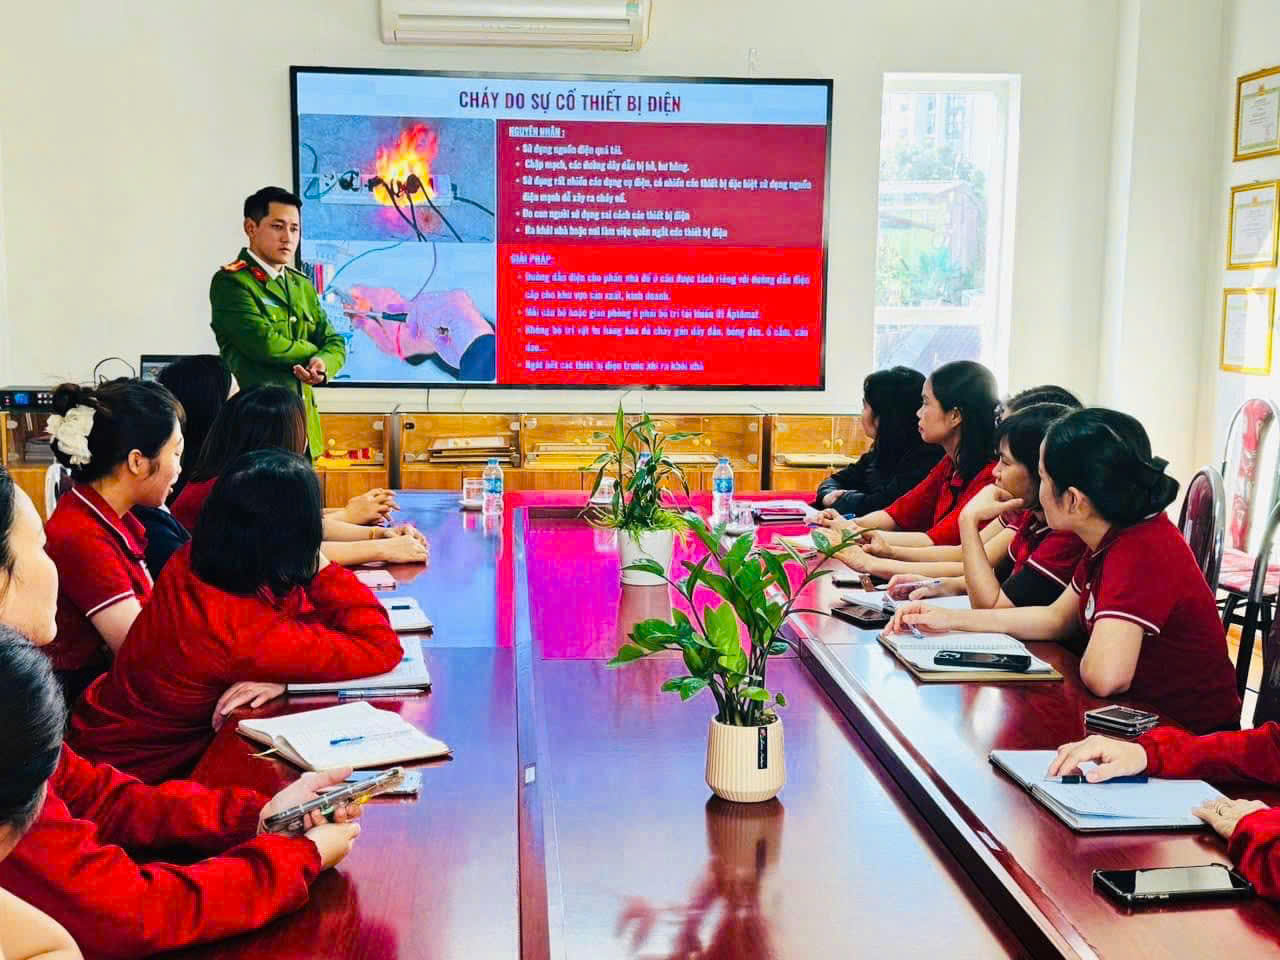 CHÁY DO SỰ CỐ THIẾT BỊ ĐIỆN
NGUYÊN NHÂN :
• Sử dụng nguồn điện quá tải.
• Chập mạch, các đường dây dẫn bị hở, hư hỏng.
• Sử dụng rất nhiều các dụng cụ điện, có nhiều các thiết bị đặc biệt sử dụng nguồn
điện mạnh dễ xảy ra cháy nổ.
• Do con người sử dụng sai cách các thiết bị điện
• Ra khỏi nhà hoặc nơi làm việc quên ngắt các thiết bị điện
GIẢI PHÁP:
• Đường dẫn điện cho phần nhà để ở cần được tách riêng với đường dẫn điện
cấp cho khu vực sản xuất, kinh doanh.
• Mỗi căn hộ hoặc gian phòng ở phải bố trí tối thiểu 01 Áptômat.
• Không bố trí vật tư hàng hóa dễ cháy gần dây dẫn, bóng đèn, ổ cắm, cầu
dao...
• Ngắt hết các thiết bị điện trước khi ra khỏi nhà